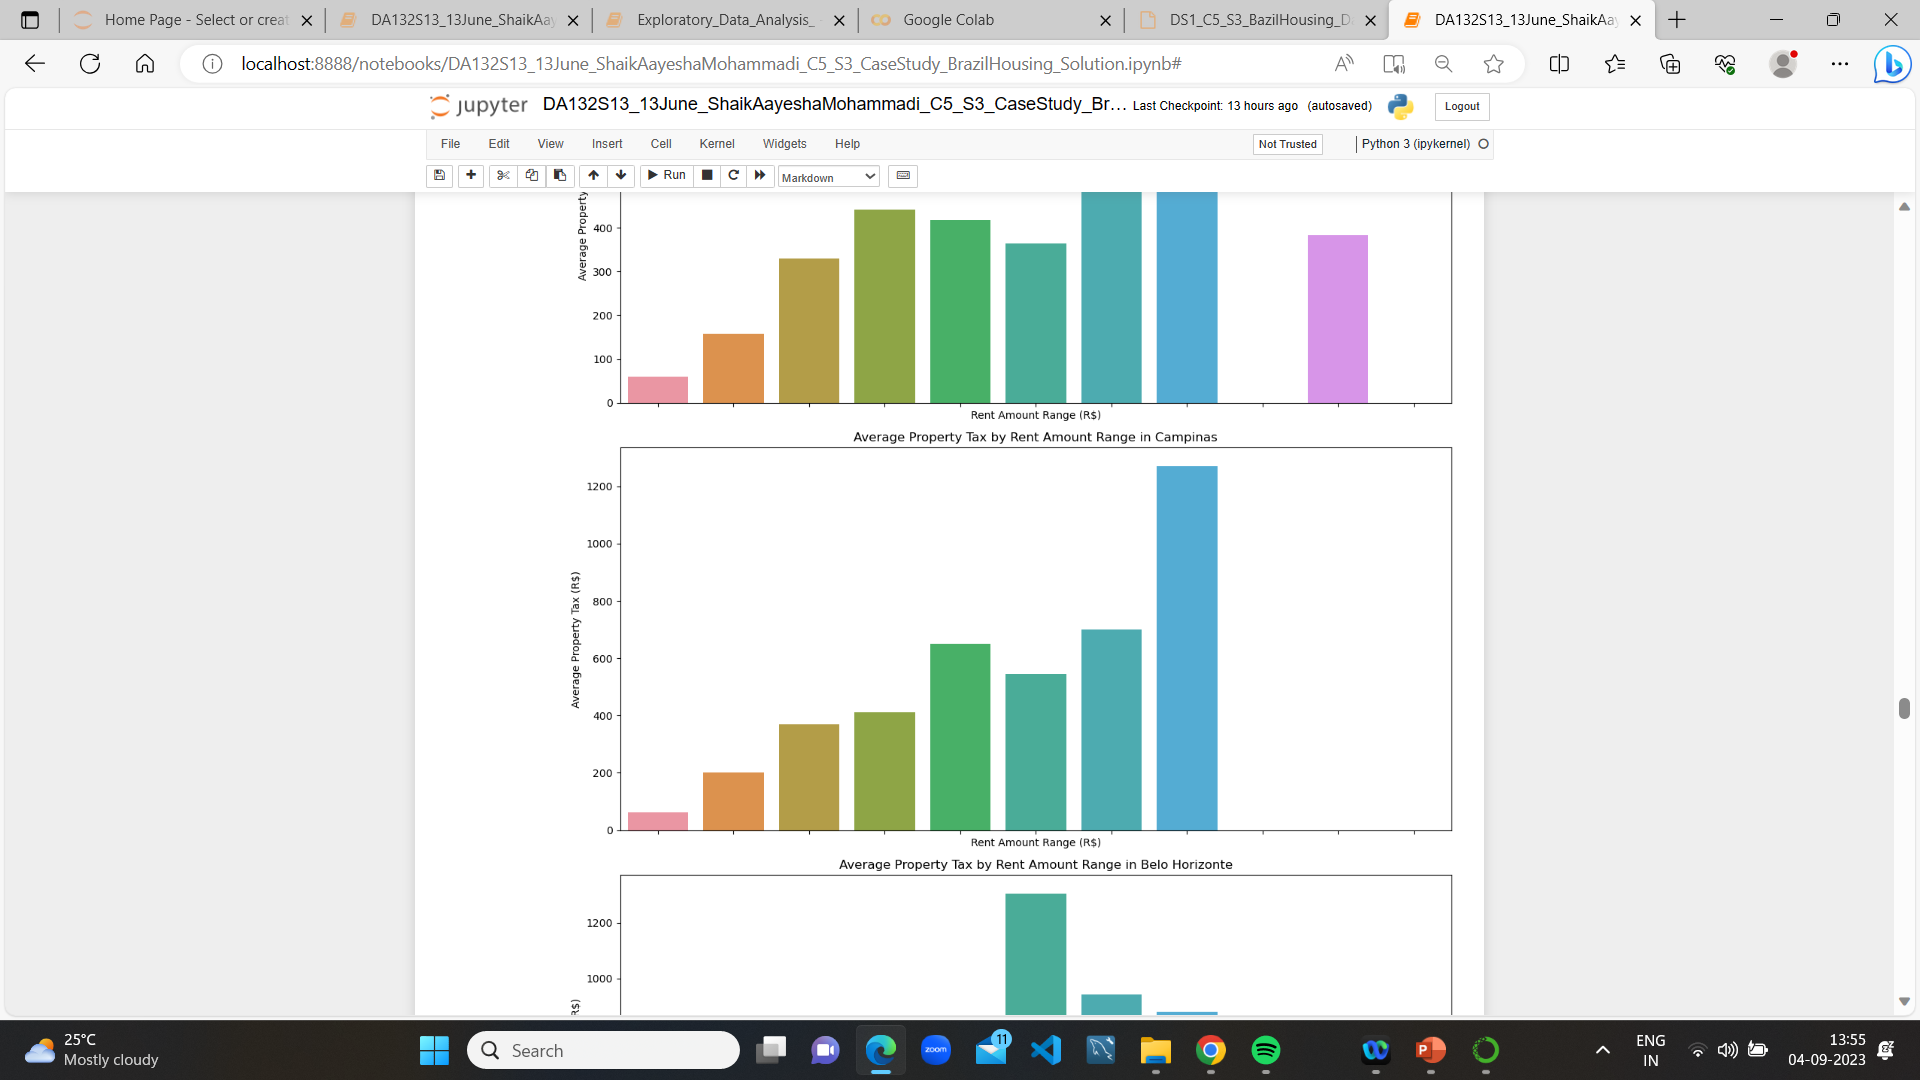 Home Page - Select or creat
DA132S13_13June_ShaikAay
Exploratory_Data_Analysis_
Google Colab
DS1_C5_S3_BazilHousing_D
DA132S13_13June_ShaikAay
localhost:8888/notebooks/DA132S13_13June_ShaikAayeshaMohammadi_C5_S3_CaseStudy_BrazilHousing_Solution.ipynb#
jupyter DA132S13_13June_ShaikAayeshaMohammadi_C5_S3_CaseStudy_Br... Last Checkpoint: 13 hours ago (autosaved) Logout
File Edit View Insert Cell Kernel Widgets Help Not Trusted Python 3 (ipykernel)
Run Markdown
Average Property
400
300
200
100
0
Rent Amount Range (R$)
Average Property Tax by Rent Amount Range in Campinas
Average Property Tax (R$)
1200
1000
800
600
400
200
0
Rent Amount Range (R$)
Average Property Tax by Rent Amount Range in Belo Horizonte
1200
1000
R$)
25°C
Mostly cloudy
Search
zoom
11
ENG
IN
13:55
04-09-2023